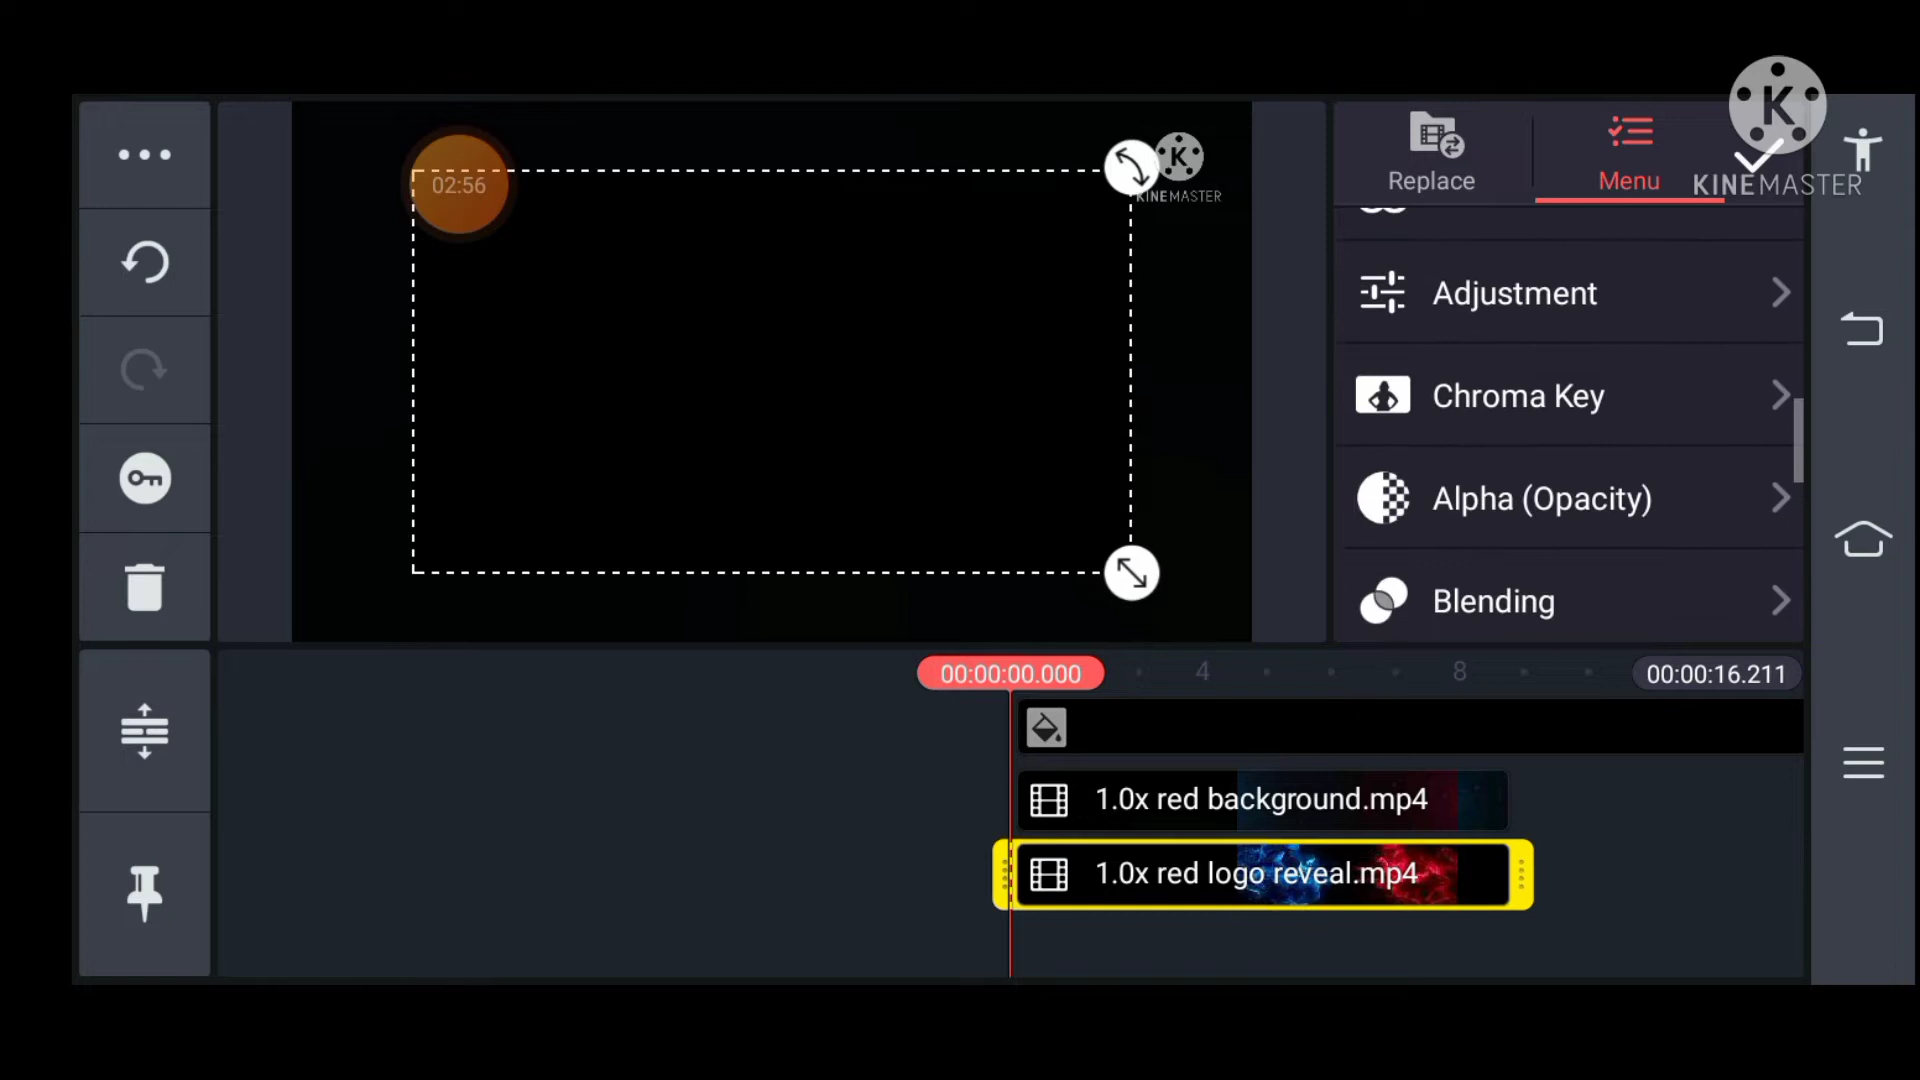 02:56
KINEMASTER
Replace
Menu
K
KINEMASTER
Adjustment
Chroma Key
Alpha (Opacity)
Blending
00:00:00.000
4
8
00:00:16.211
1.0x red background.mp4
1.0x red logo reveal.mp4